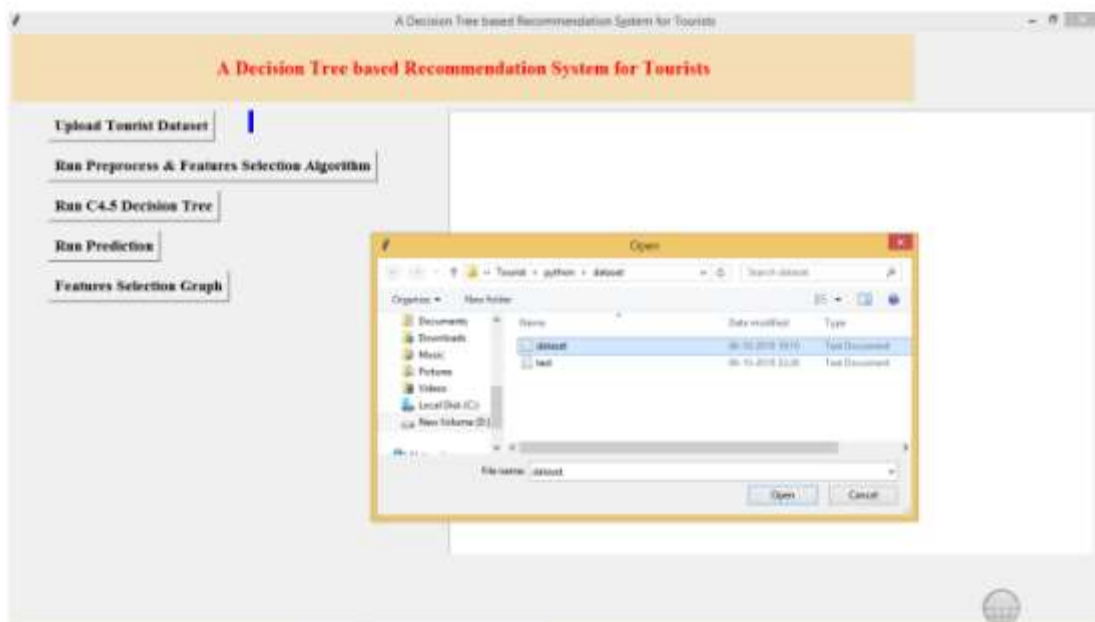 A Decision Tree based Recommendation System for Tourists
A Decision Tree based Recommendation System for Tourists
Upload Tourist Dataset
Run Preprocess & Features Selection Algorithm
Run C4.5 Decision Tree
Run Prediction
Features Selection Graph
Open
Tourist › python › dataset
Search dataset
Organize
New folder
Documents
Downloads
Music
Pictures
Videos
Local Disk (C:)
New Volume (D:)
Name
Date modified
Type
dataset
Text Document
test
Text Document
File name: dataset
Open
Cancel